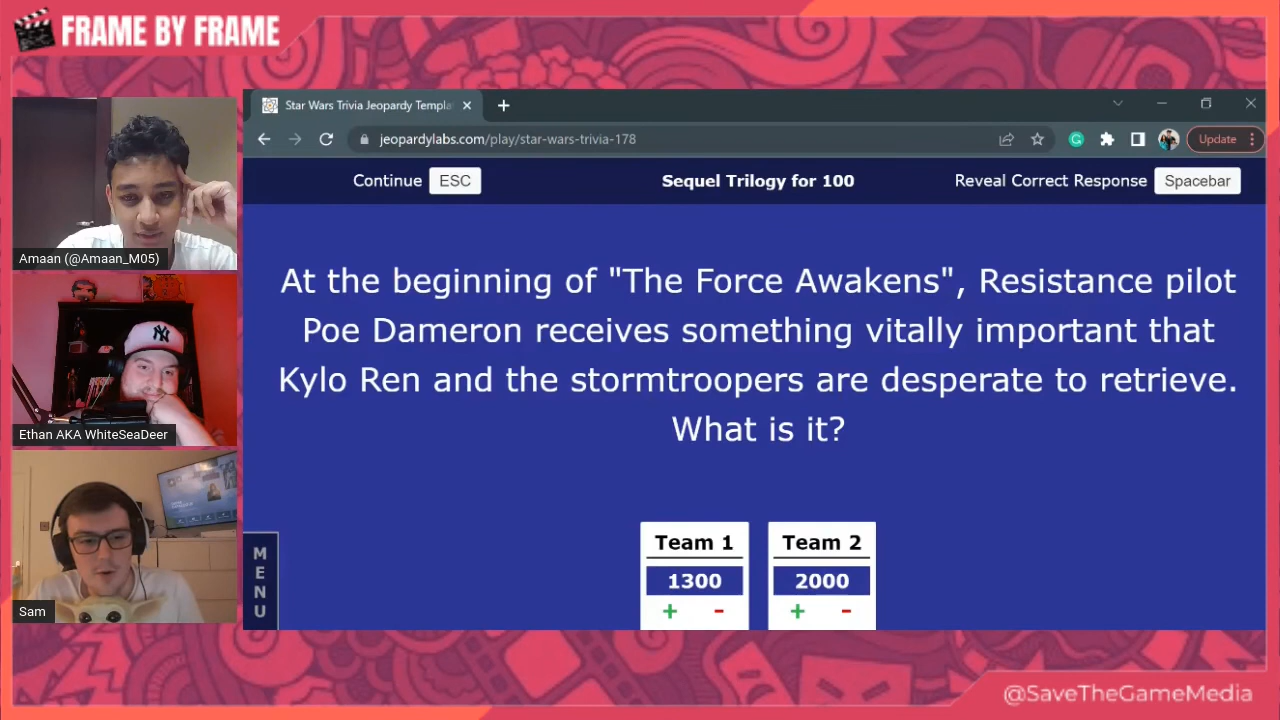 FRAME BY FRAME
Star Wars Trivia Jeopardy Templa
jeopardylabs.com/play/star-wars-trivia-178
Update
Continue ESC
Sequel Trilogy for 100
Reveal Correct Response Spacebar
Amaan (@Amaan_M05)
Ethan AKA WhiteSeaDeer
Sam
At the beginning of "The Force Awakens", Resistance pilot
Poe Dameron receives something vitally important that
Kylo Ren and the stormtroopers are desperate to retrieve.
What is it?
MENU
Team 1
1300
+ -
Team 2
2000
+ -
@SaveTheGameMedia